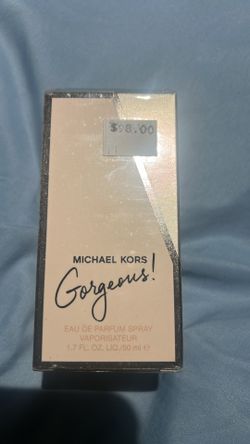 $98.00
MICHAEL KORS
Gorgeous!
EAU DE PARFUM SPRAY
VAPORISATEUR
1.7 FL. OZ. LIQ./50 ml ℮